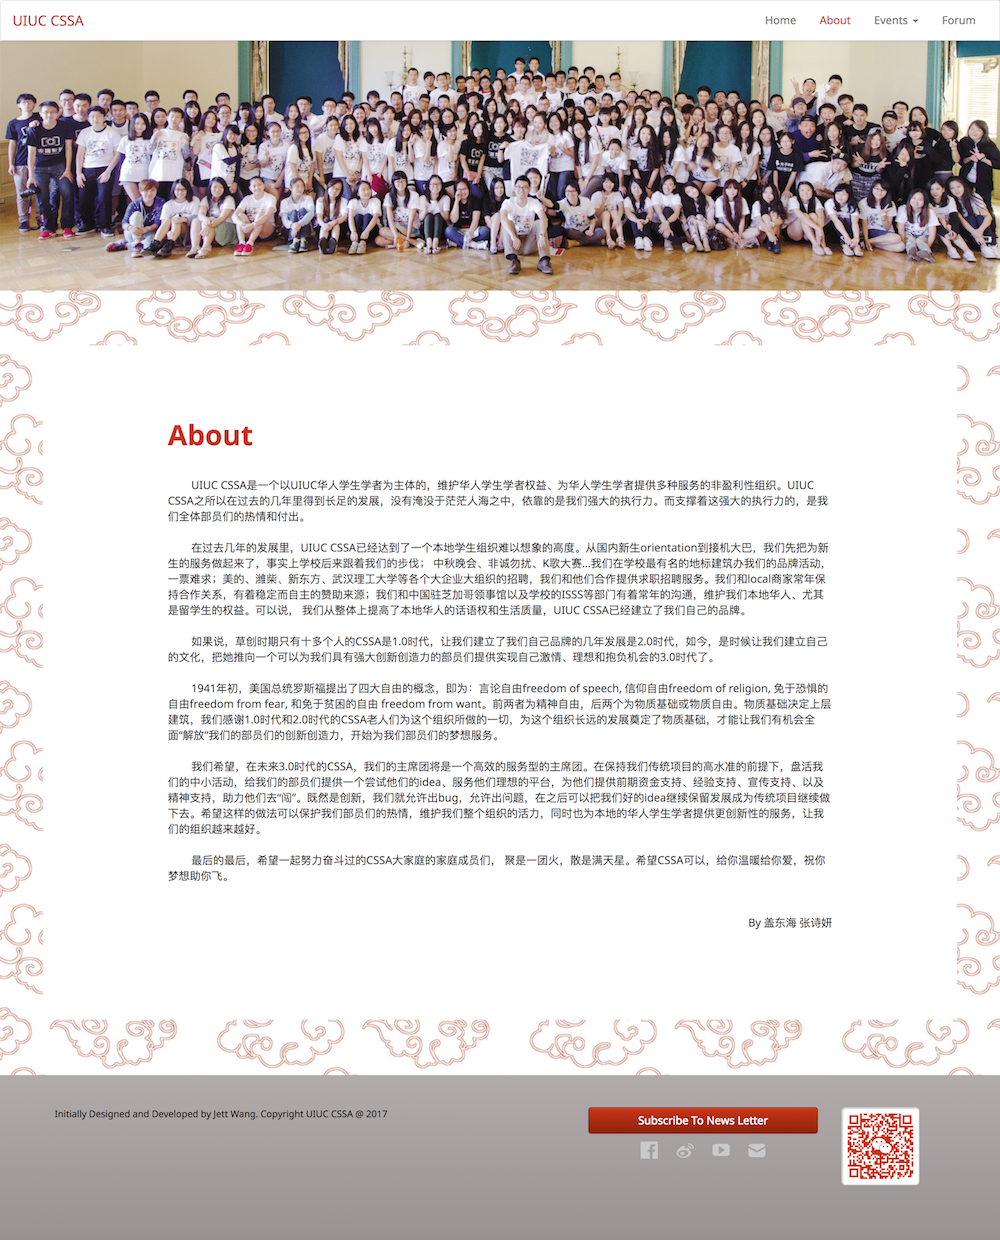 UIUC CSSA
Home
About
Events
Forum
About
UIUC CSSA是一个以UIUC华人学生学者为主体的，维护华人学生学者权益、为华人学生学者提供多种服务的非盈利性组织。UIUC
CSSA之所以在过去的几年里得到长足的发展，没有淹没于茫茫人海之中，依靠的是我们强大的执行力。而支撑着这强大的执行力的，是我
们全体部员们的热情和付出。
在过去几年的发展里，UIUC CSSA已经达到了一个本地学生组织难以想象的高度。从国内新生orientation到接机大巴，我们先把为新
生的服务做起来了，事实上学校后来跟着我们的步伐； 中秋晚会、非诚勿扰、K歌大赛...我们在学校最有名的地标建筑办我们的品牌活动，
一票难求；美的、潍柴、新东方、武汉理工大学等各个大企业大组织的招聘，我们和他们合作提供求职招聘服务。我们和local商家常年保
持合作关系，有着稳定而自主的赞助来源；我们和中国驻芝加哥领事馆以及学校的ISSS等部门有着常年的沟通，维护我们本地华人、尤其
是留学生的权益。可以说， 我们从整体上提高了本地华人的话语权和生活质量，UIUC CSSA已经建立了我们自己的品牌。
如果说，草创时期只有十多个人的CSSA是1.0时代，让我们建立了我们自己品牌的几年发展是2.0时代，如今，是时候让我们建立自己
的文化，把她推向一个可以为我们具有强大创新创造力的部员们提供实现自己激情、理想和抱负机会的3.0时代了。
1941年初，美国总统罗斯福提出了四大自由的概念，即为：言论自由freedom of speech, 信仰自由freedom of religion, 免于恐惧的
自由freedom from fear, 和免于贫困的自由 freedom from want。前两者为精神自由，后两个为物质基础或物质自由。物质基础决定上层
建筑，我们感谢1.0时代和2.0时代的CSSA老人们为这个组织所做的一切，为这个组织长远的发展奠定了物质基础，才能让我们有机会全
面“解放”我们的部员们的创新创造力，开始为我们部员们的梦想服务。
我们希望，在未来3.0时代的CSSA，我们的主席团将是一个高效的服务型的主席团。在保持我们传统项目的高水准的前提下，盘活我
们的中小活动，给我们的部员们提供一个尝试他们的idea、服务他们理想的平台，为他们提供前期资金支持、经验支持、宣传支持、以及
精神支持，助力他们去“闯”。既然是创新，我们就允许出bug，允许出问题，在之后可以把我们好的idea继续保留发展成为传统项目继续做
下去。希望这样的做法可以保护我们部员们的热情，维护我们整个组织的活力，同时也为本地的华人学生学者提供更创新性的服务，让我
们的组织越来越好。
最后的最后，希望一起努力奋斗过的CSSA大家庭的家庭成员们， 聚是一团火，散是满天星。希望CSSA可以，给你温暖给你爱，祝你
梦想助你飞。
By 盖东海 张诗妍
Initially Designed and Developed by Jett Wang. Copyright UIUC CSSA @ 2017
Subscribe To News Letter